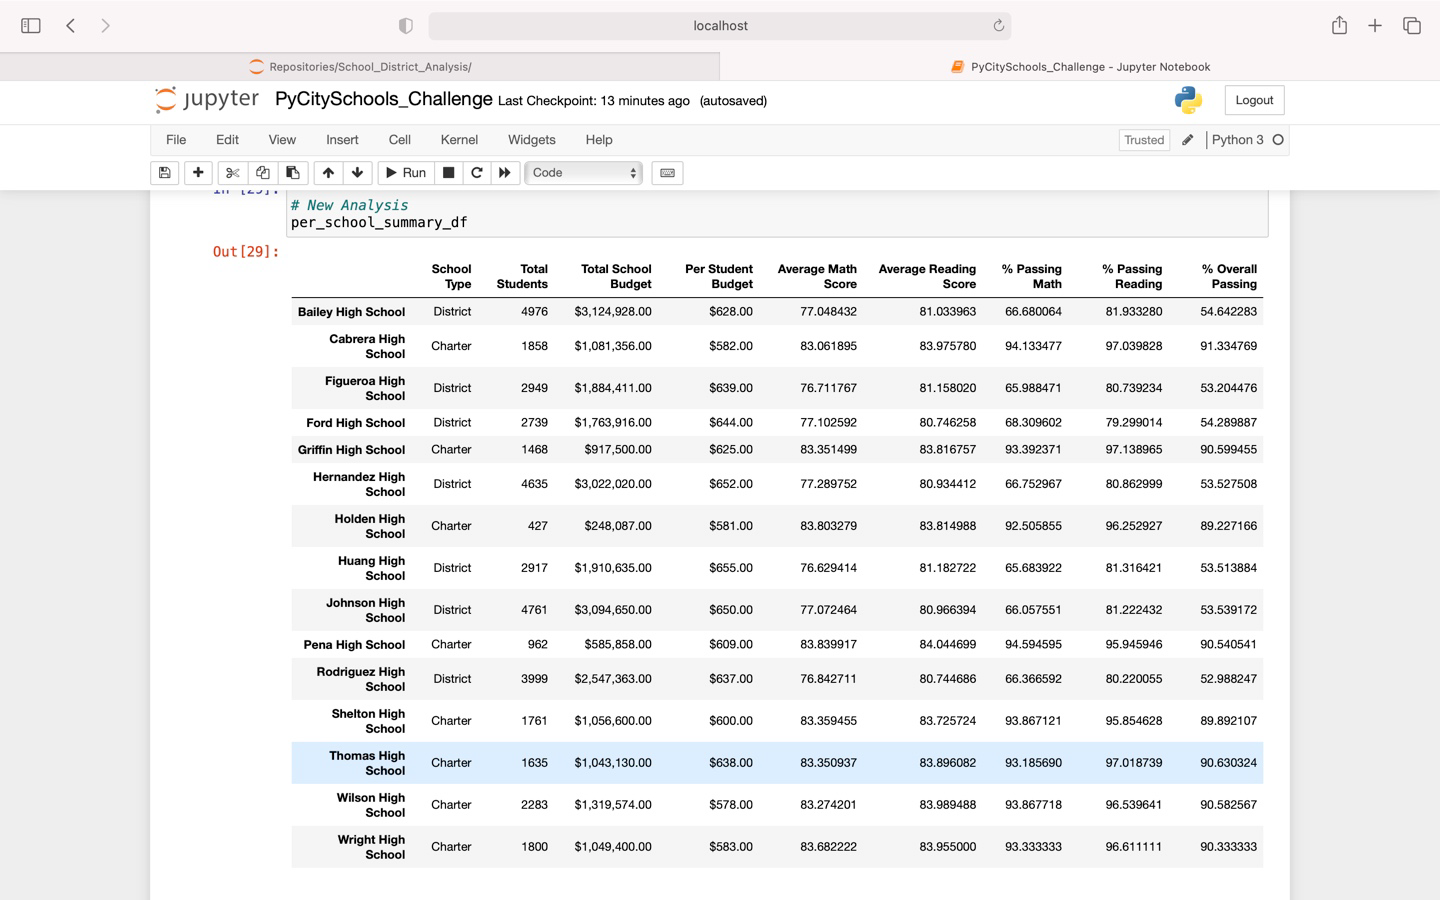 localhost
Repositories/School_District_Analysis/
PyCitySchools_Challenge - Jupyter Notebook
jupyter PyCitySchools_Challenge Last Checkpoint: 13 minutes ago (autosaved)
Logout
File Edit View Insert Cell Kernel Widgets Help
Trusted
Python 3
Run
Code
In [29]:
# New Analysis
per_school_summary_df
Out[29]:
School Type Total Students Total School Budget Per Student Budget Average Math Score Average Reading Score % Passing Math % Passing Reading % Overall Passing
Bailey High School District 4976 $3,124,928.00 $628.00 77.048432 81.033963 66.680064 81.933280 54.642283
Cabrera High School Charter 1858 $1,081,356.00 $582.00 83.061895 83.975780 94.133477 97.039828 91.334769
Figueroa High School District 2949 $1,884,411.00 $639.00 76.711767 81.158020 65.988471 80.739234 53.204476
Ford High School District 2739 $1,763,916.00 $644.00 77.102592 80.746258 68.309602 79.299014 54.289887
Griffin High School Charter 1468 $917,500.00 $625.00 83.351499 83.816757 93.392371 97.138965 90.599455
Hernandez High School District 4635 $3,022,020.00 $652.00 77.289752 80.934412 66.752967 80.862999 53.527508
Holden High School Charter 427 $248,087.00 $581.00 83.803279 83.814988 92.505855 96.252927 89.227166
Huang High School District 2917 $1,910,635.00 $655.00 76.629414 81.182722 65.683922 81.316421 53.513884
Johnson High School District 4761 $3,094,650.00 $650.00 77.072464 80.966394 66.057551 81.222432 53.539172
Pena High School Charter 962 $585,858.00 $609.00 83.839917 84.044699 94.594595 95.945946 90.540541
Rodriguez High School District 3999 $2,547,363.00 $637.00 76.842711 80.744686 66.366592 80.220055 52.988247
Shelton High School Charter 1761 $1,056,600.00 $600.00 83.359455 83.725724 93.867121 95.854628 89.892107
Thomas High School Charter 1635 $1,043,130.00 $638.00 83.350937 83.896082 93.185690 97.018739 90.630324
Wilson High School Charter 2283 $1,319,574.00 $578.00 83.274201 83.989488 93.867718 96.539641 90.582567
Wright High School Charter 1800 $1,049,400.00 $583.00 83.682222 83.955000 93.333333 96.611111 90.333333